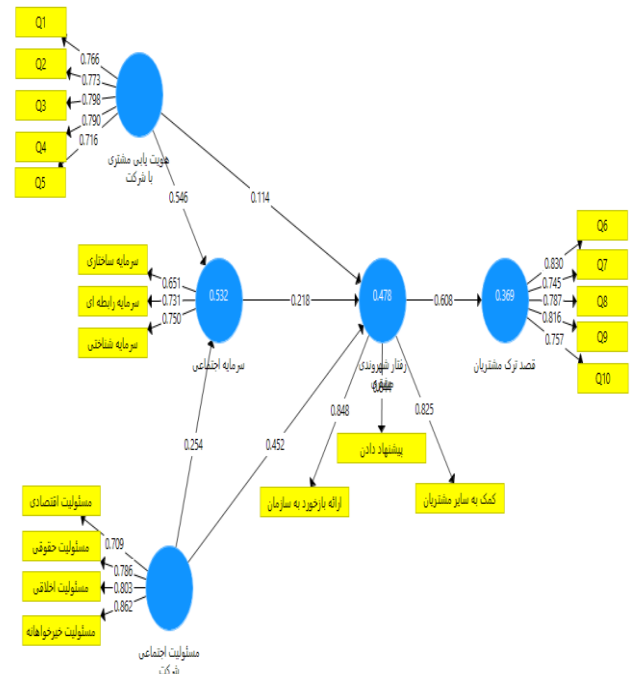 Q1
Q2
Q3
Q4
Q5
0.766
0.773
0.798
0.790
0.716
هویت یابی مشتری
با شرکت
0.546
0.114
سرمایه ساختاری
سرمایه رابطه ای
سرمایه شناختی
0.651
0.731
0.750
0.532
سرمایه اجتماعی
0.218
0.478
رفتار شهروندی
0.608
0.369
قصد ترک مشتریان
Q6
Q7
Q8
Q9
Q10
0.830
0.745
0.787
0.816
0.757
0.848
0.825
پیشنهاد دادن
ارائه بازخورد به سازمان
کمک به سایر مشتریان
0.254
0.452
مسئولیت اقتصادی
مسئولیت حقوقی
مسئولیت اخلاقی
مسئولیت خیرخواهانه
0.709
0.786
0.803
0.862
مسئولیت اجتماعی
شرکت